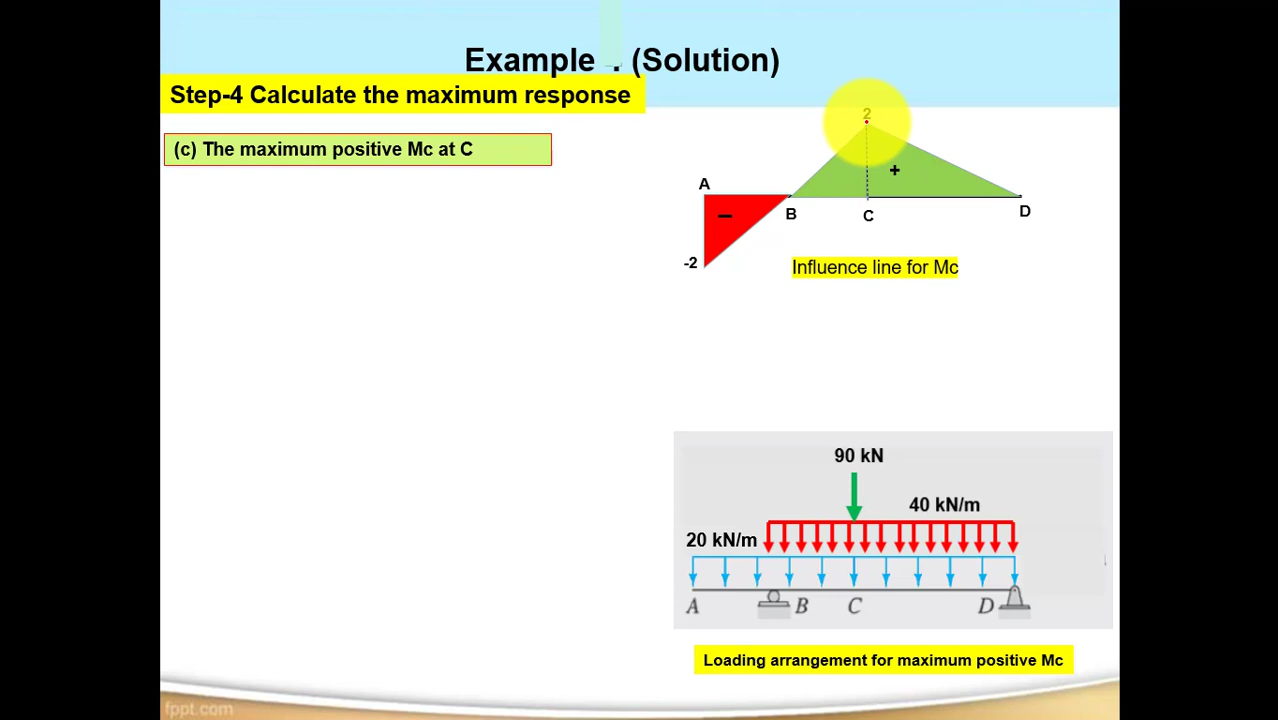 Example (Solution)
Step-4 Calculate the maximum response
(c) The maximum positive Mc at C
2
+
A
–
B
C
D
-2
Influence line for Mc
90 kN
40 kN/m
20 kN/m
A B C D
Loading arrangement for maximum positive Mc
fppt.com